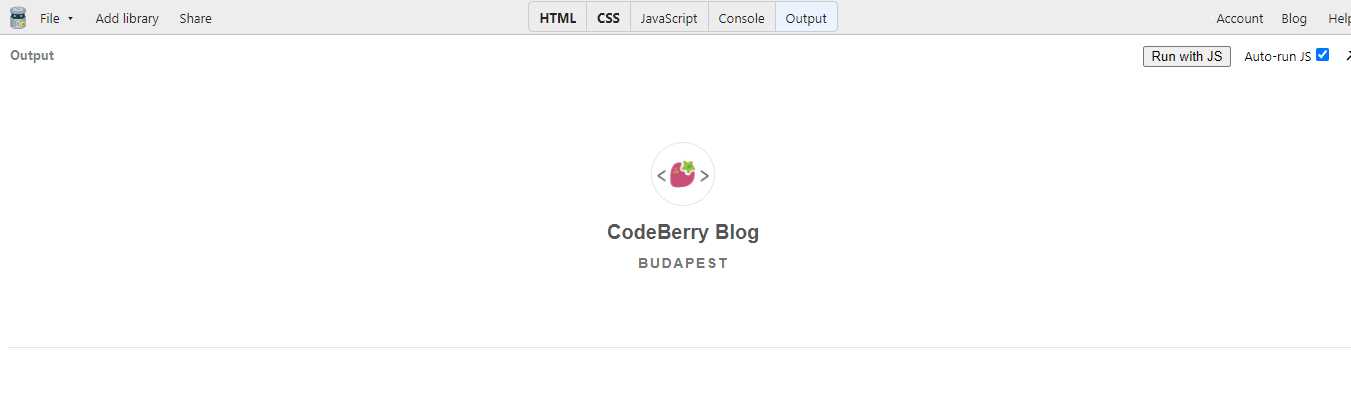 File ▾ Add library Share HTML CSS JavaScript Console Output Account Blog Help
Output Run with JS Auto-run JS
< >
CodeBerry Blog
BUDAPEST